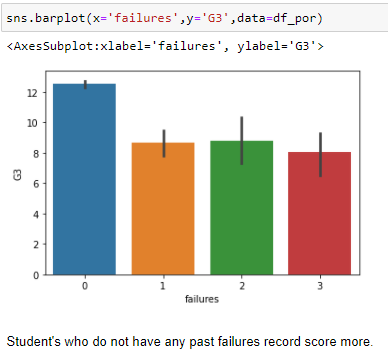 sns.barplot(x='failures',y='G3',data=df_por)
<AxesSubplot:xlabel='failures', ylabel='G3'>
12
10
8
6
4
2
0
G3
0 1 2 3
failures
Student's who do not have any past failures record score more.